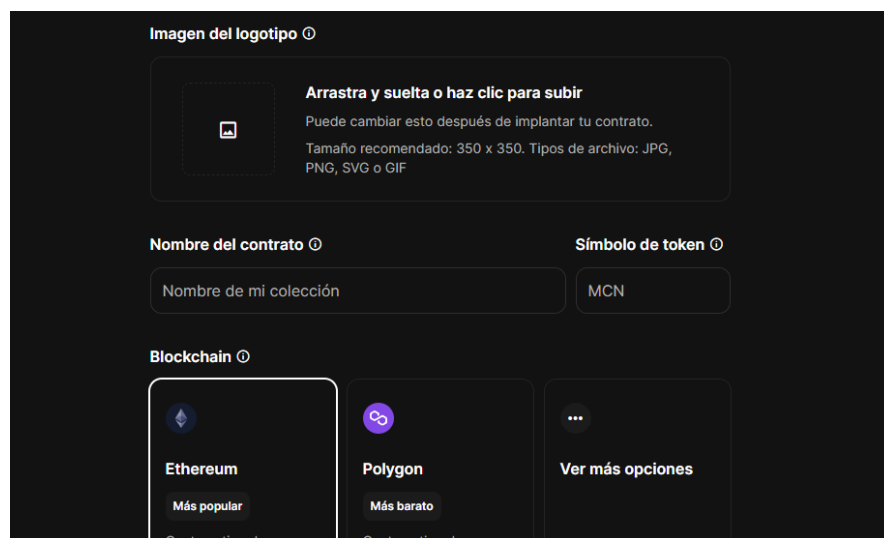 Imagen del logotipo
Arrastra y suelta o haz clic para subir
Puede cambiar esto después de implantar tu contrato.
Tamaño recomendado: 350 x 350. Tipos de archivo: JPG,
PNG, SVG o GIF
Nombre del contrato
Símbolo de token
Nombre de mi colección
MCN
Blockchain
Ethereum
Polygon
Ver más opciones
Más popular
Más barato